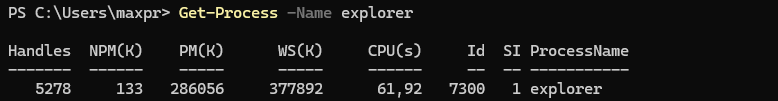 PS C:\Users\maxpr> Get-Process -Name explorer
Handles  NPM(K)    PM(K)      WS(K)     CPU(s)     Id  SI ProcessName
-------  ------    -----      -----     ------     --  -- -----------
   5278     133   286056     377892      61,92   7300   1 explorer